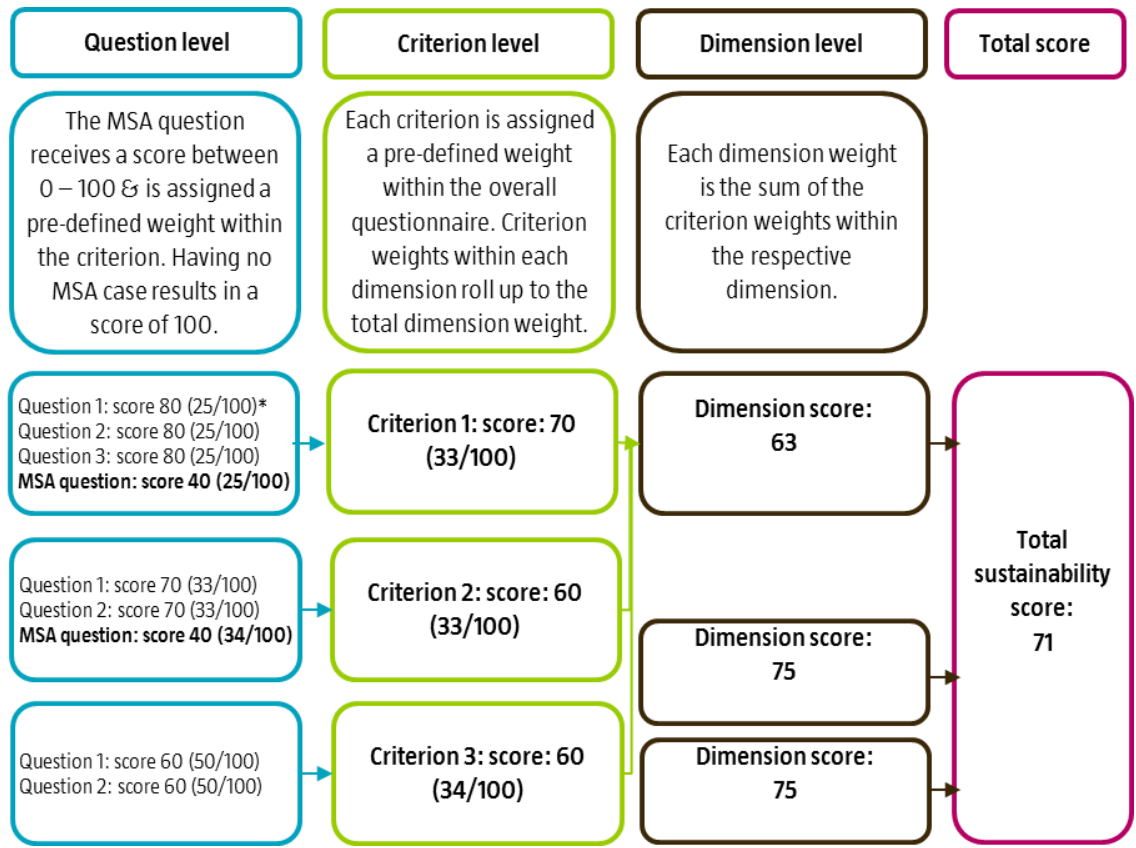 Question level
Criterion level
Dimension level
Total score
The MSA question
receives a score between
0 – 100 & is assigned a
pre-defined weight within
the criterion. Having no
MSA case results in a
score of 100.
Each criterion is assigned
a pre-defined weight
within the overall
questionnaire. Criterion
weights within each
dimension roll up to the
total dimension weight.
Each dimension weight
is the sum of the
criterion weights within
the respective
dimension.
Question 1: score 80 (25/100)*
Question 2: score 80 (25/100)
Question 3: score 80 (25/100)
MSA question: score 40 (25/100)
Criterion 1: score: 70
(33/100)
Dimension score:
63
Question 1: score 70 (33/100)
Question 2: score 70 (33/100)
MSA question: score 40 (34/100)
Criterion 2: score: 60
(33/100)
Dimension score:
75
Question 1: score 60 (50/100)
Question 2: score 60 (50/100)
Criterion 3: score: 60
(34/100)
Dimension score:
75
Total
sustainability
score:
71